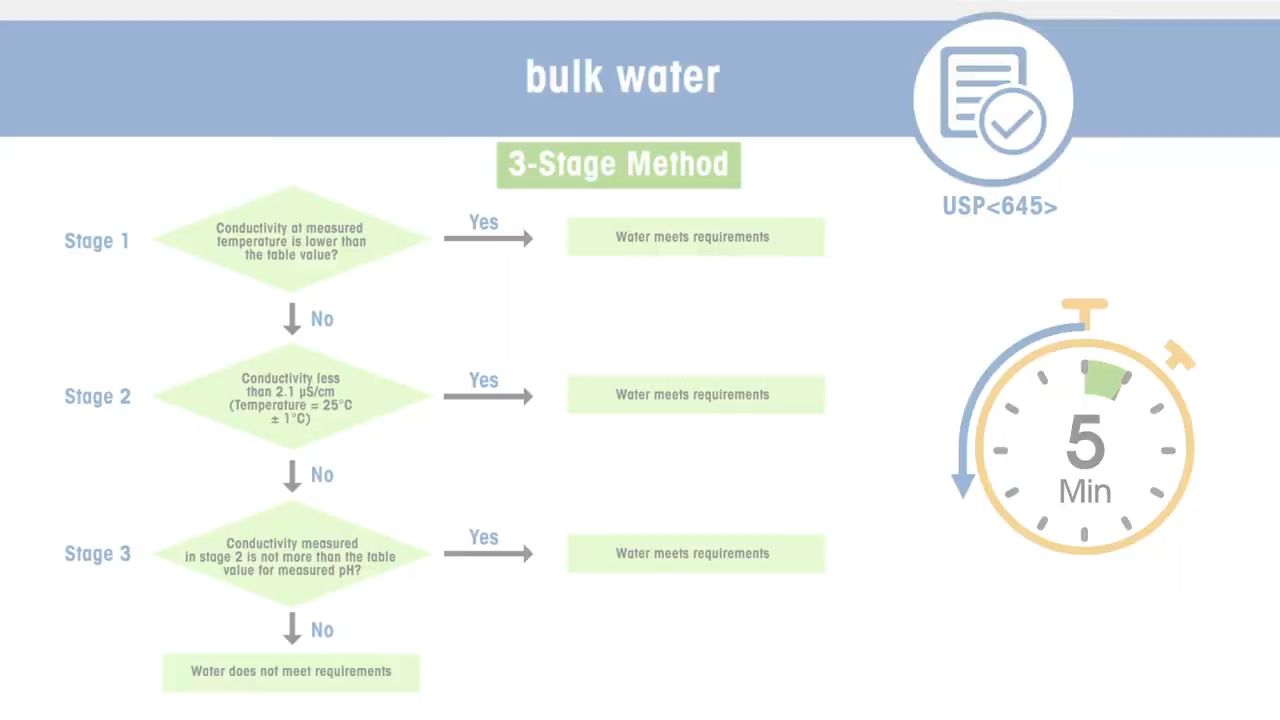 bulk water
3-Stage Method
USP<645>
Stage 1
Conductivity at measured
temperature is lower than
the table value?
Yes
Water meets requirements
No
Stage 2
Conductivity less
than 2.1 µS/cm
(Temperature = 25°C
± 1°C)
Yes
Water meets requirements
No
Stage 3
Conductivity measured
in stage 2 is not more than the table
value for measured pH?
Yes
Water meets requirements
No
Water does not meet requirements
5
Min